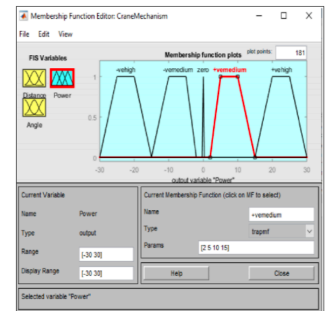 Membership Function Editor: CraneMechanism
File Edit View
FIS Variables
Membership function plots
plot points: 181
Distance Power
Angle
-vehigh -vemedium zero +vemedium +vehigh
1
0.5
0
-30 -20 -10 0 10 20 30
output variable "Power"
Current Variable
Name Power
Type output
Range [-30 30]
Display Range [-30 30]
Current Membership Function (click on MF to select)
Name +vemedium
Type trapmf
Params [2 5 10 15]
Help Close
Selected variable "Power"